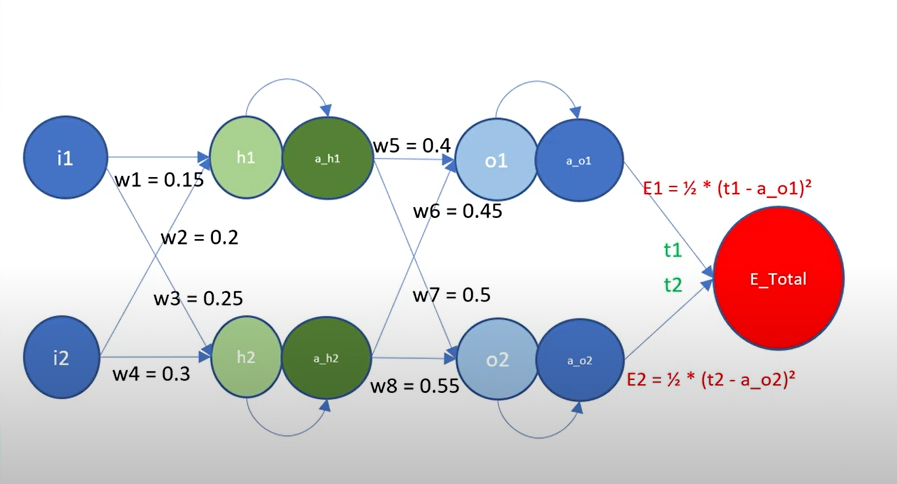 i1
h1
a_h1
w5 = 0.4
o1
a_o1
w1 = 0.15
E1 = ½ * (t1 - a_o1)²
w6 = 0.45
w2 = 0.2
t1
E_Total
t2
w3 = 0.25
w7 = 0.5
i2
h2
a_h2
o2
a_o2
w4 = 0.3
w8 = 0.55
E2 = ½ * (t2 - a_o2)²